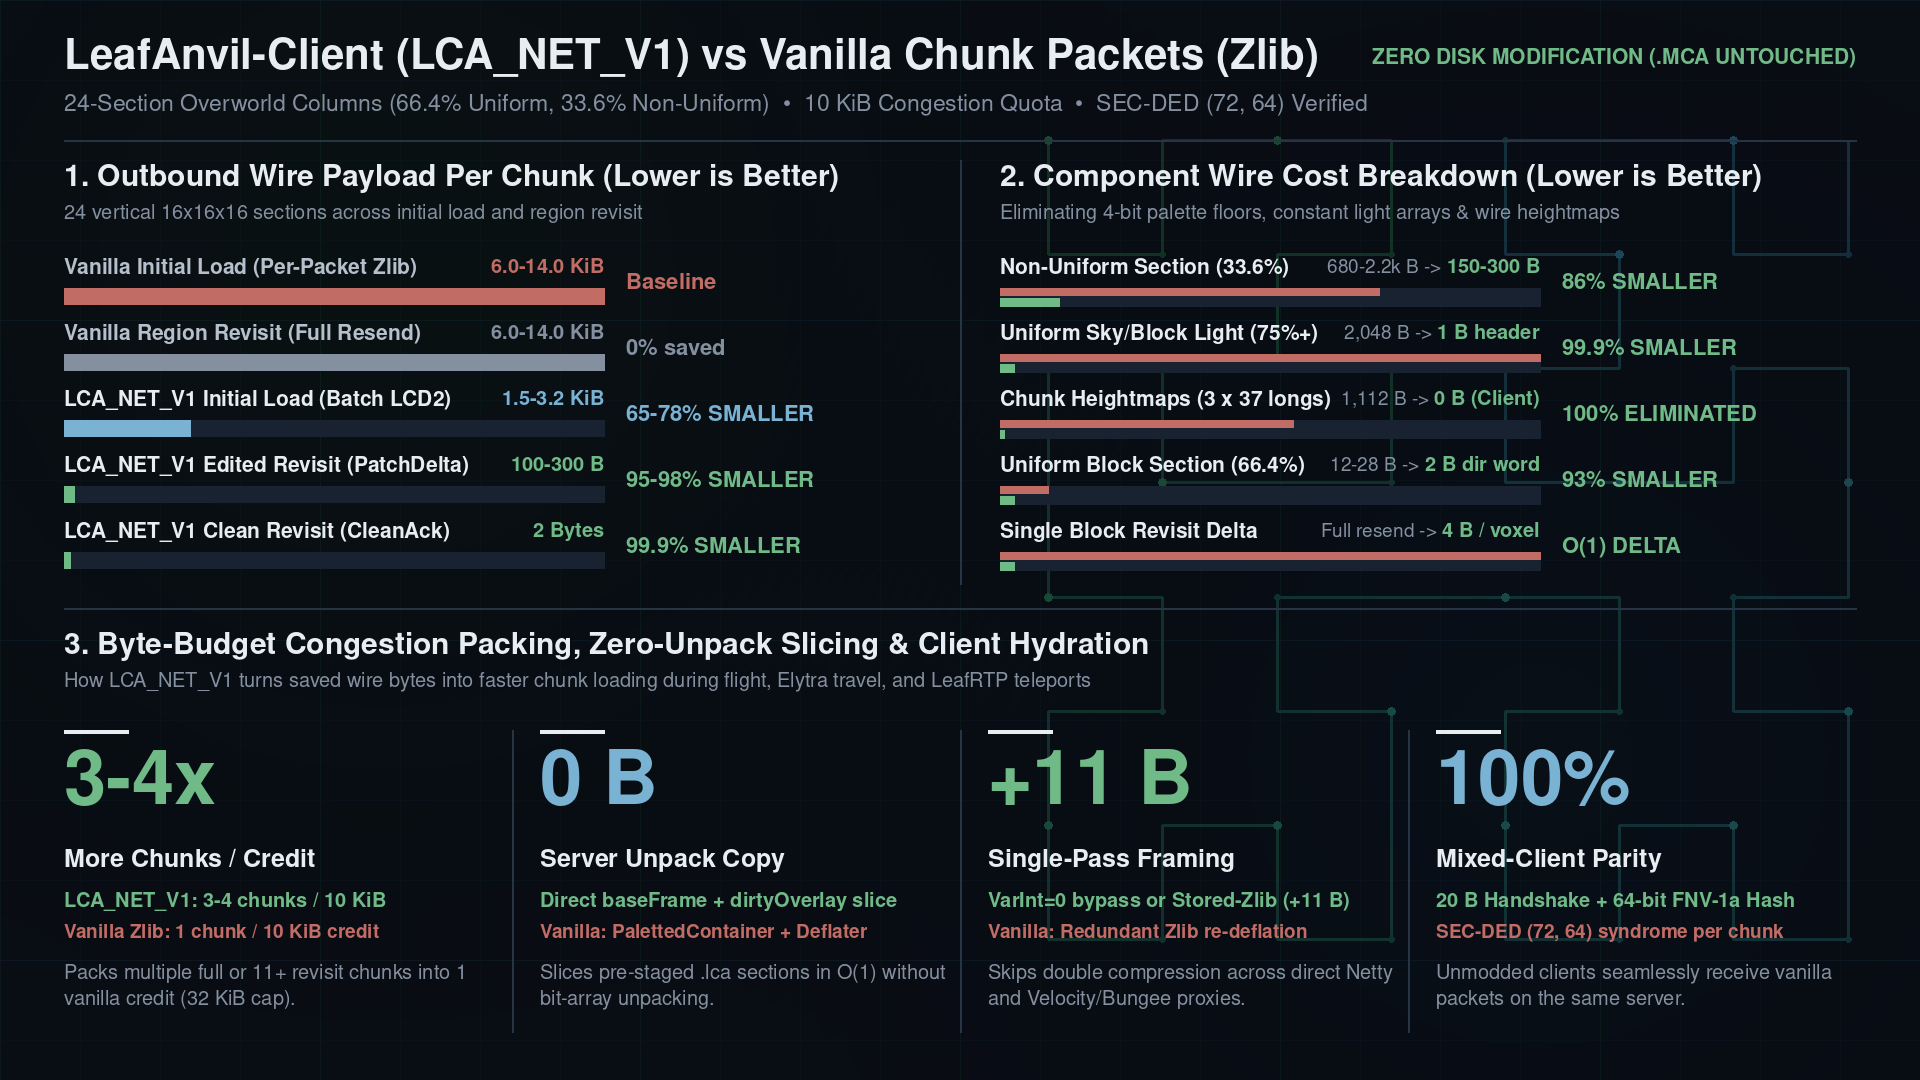 LeafAnvil-Client (LCA_NET_V1) vs Vanilla Chunk Packets (Zlib)
ZERO DISK MODIFICATION (.MCA UNTOUCHED)
24-Section Overworld Columns (66.4% Uniform, 33.6% Non-Uniform) • 10 KiB Congestion Quota • SEC-DED (72, 64) Verified
1. Outbound Wire Payload Per Chunk (Lower is Better)
24 vertical 16x16x16 sections across initial load and region revisit
Vanilla Initial Load (Per-Packet Zlib) 6.0-14.0 KiB Baseline
Vanilla Region Revisit (Full Resend) 6.0-14.0 KiB 0% saved
LCA_NET_V1 Initial Load (Batch LCD2) 1.5-3.2 KiB 65-78% SMALLER
LCA_NET_V1 Edited Revisit (PatchDelta) 100-300 B 95-98% SMALLER
LCA_NET_V1 Clean Revisit (CleanAck) 2 Bytes 99.9% SMALLER
2. Component Wire Cost Breakdown (Lower is Better)
Eliminating 4-bit palette floors, constant light arrays & wire heightmaps
Non-Uniform Section (33.6%) 680-2.2k B -> 150-300 B 86% SMALLER
Uniform Sky/Block Light (75%+) 2,048 B -> 1 B header 99.9% SMALLER
Chunk Heightmaps (3 x 37 longs) 1,112 B -> 0 B (Client) 100% ELIMINATED
Uniform Block Section (66.4%) 12-28 B -> 2 B dir word 93% SMALLER
Single Block Revisit Delta Full resend -> 4 B / voxel O(1) DELTA
3. Byte-Budget Congestion Packing, Zero-Unpack Slicing & Client Hydration
How LCA_NET_V1 turns saved wire bytes into faster chunk loading during flight, Elytra travel, and LeafRTP teleports
3-4x
More Chunks / Credit
LCA_NET_V1: 3-4 chunks / 10 KiB
Vanilla Zlib: 1 chunk / 10 KiB credit
Packs multiple full or 11+ revisit chunks into 1
vanilla credit (32 KiB cap).
0 B
Server Unpack Copy
Direct baseFrame + dirtyOverlay slice
Vanilla: PalettedContainer + Deflater
Slices pre-staged .lca sections in O(1) without
bit-array unpacking.
+11 B
Single-Pass Framing
VarInt=0 bypass or Stored-Zlib (+11 B)
Vanilla: Redundant Zlib re-deflation
Skips double compression across direct Netty
and Velocity/Bungee proxies.
100%
Mixed-Client Parity
20 B Handshake + 64-bit FNV-1a Hash
SEC-DED (72, 64) syndrome per chunk
Unmodded clients seamlessly receive vanilla
packets on the same server.